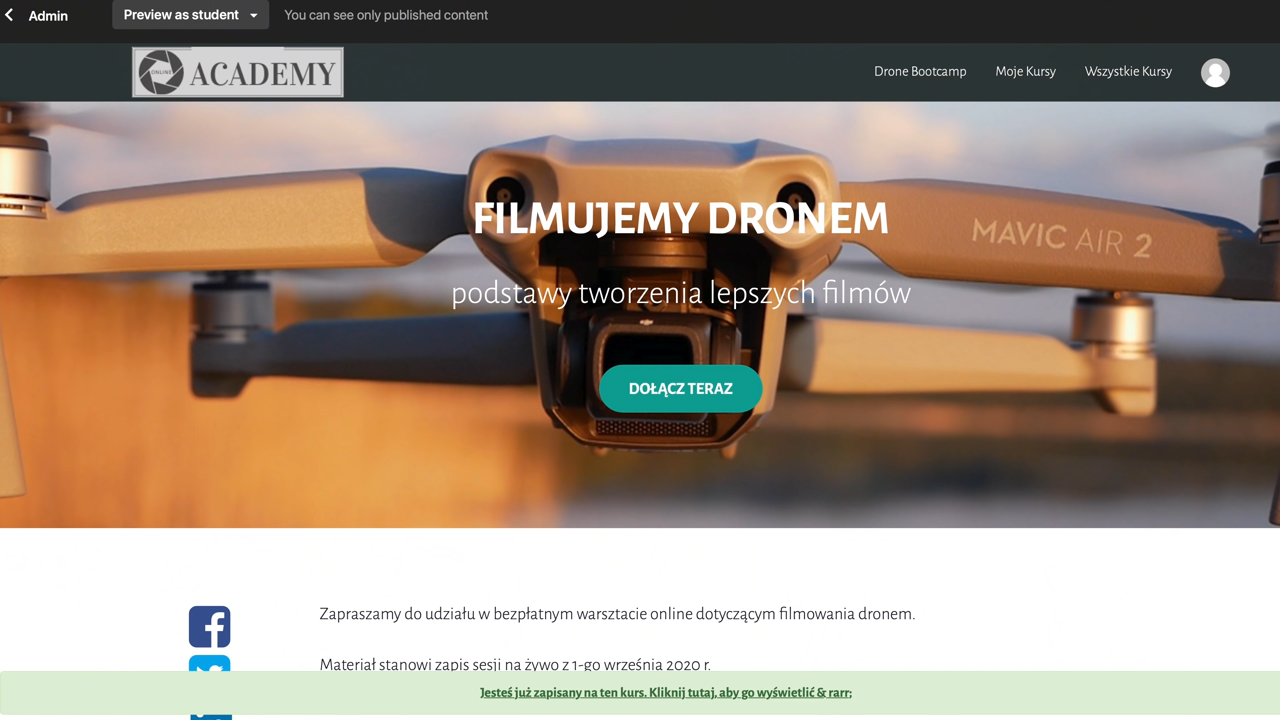 Admin
Preview as student
You can see only published content
ONLINE ACADEMY
Drone Bootcamp
Moje Kursy
Wszystkie Kursy
FILMUJEMY DRONEM
MAVIC AIR 2
podstawy tworzenia lepszych filmów
DOŁĄCZ TERAZ
Zapraszamy do udziału w bezpłatnym warsztacie online dotyczącym filmowania dronem.
Materiał stanowi zapis sesji na żywo z 1-go września 2020 r.
Jesteś już zapisany na ten kurs. Kliknij tutaj, aby go wyświetlić & rarr;